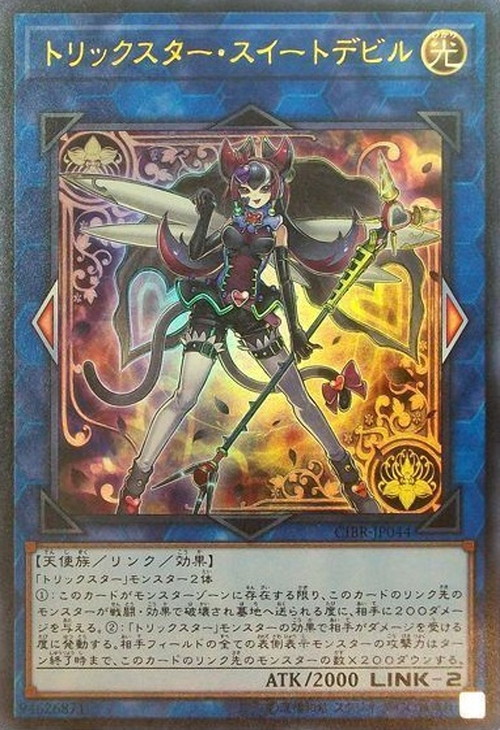 トリックスター・スイートデビル
光
CIBR-JP044
【天使族/リンク/効果】
「トリックスター」モンスター2体
①:このカードがモンスターゾーンに存在する限り、このカードのリンク先の
モンスターが戦闘・効果で破壊され墓地へ送られる度に、相手に200ダメー
ジを与える。②:「トリックスター」モンスターの効果で相手がダメージを受ける
度に発動する。相手フィールドの全ての表側表示モンスターの攻撃力はター
ン終了時まで、このカードのリンク先のモンスターの数×200ダウンする。
ATK/2000 LINK-2
94626871